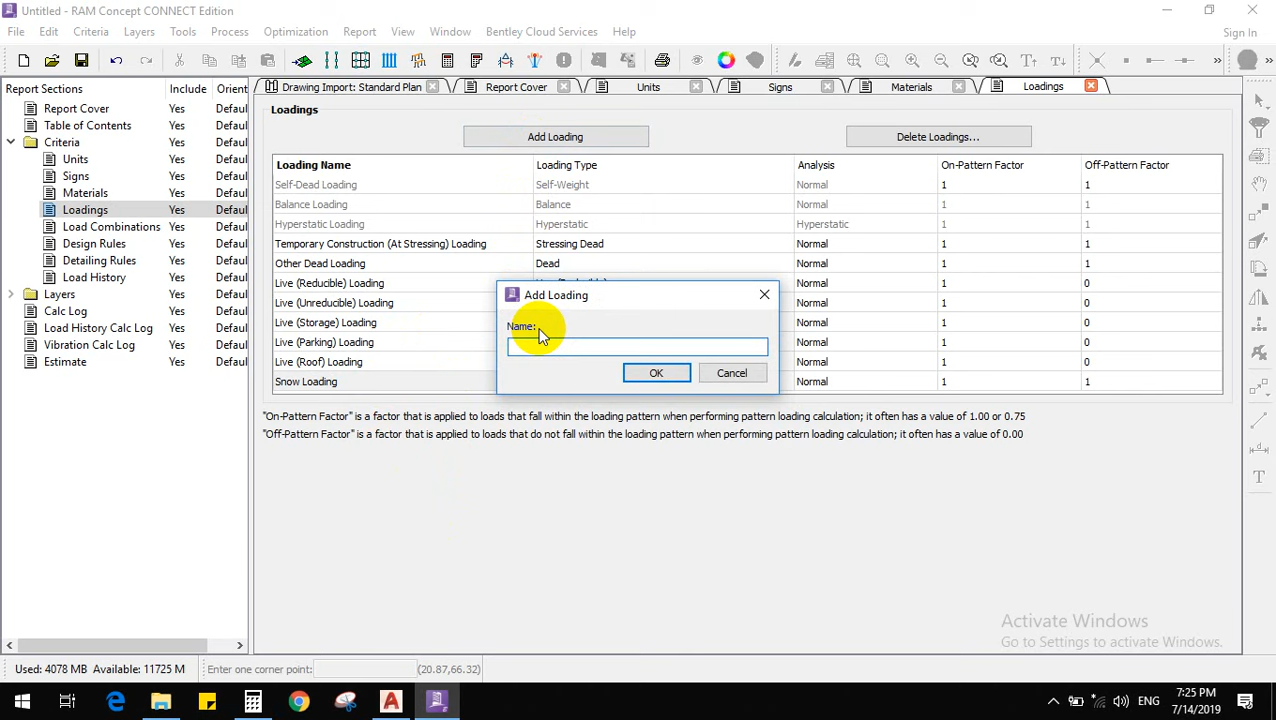 Untitled - RAM Concept CONNECT Edition
File Edit Criteria Layers Tools Process Optimization Report View Window Bentley Cloud Services Help Sign In
Report Sections Include Orient
Report Cover Yes Defaul
Table of Contents Yes Defaul
Criteria Yes Defaul
Units Yes Defaul
Signs Yes Defaul
Materials Yes Defaul
Loadings Yes Defaul
Load Combinations Yes Defaul
Design Rules Yes Defaul
Detailing Rules Yes Defaul
Load History Yes Defaul
Layers Yes Defaul
Calc Log Yes Defaul
Load History Calc Log Yes Defaul
Vibration Calc Log Yes Defaul
Estimate Yes Defaul
Drawing Import: Standard Plan Report Cover Units Signs Materials Loadings
Loadings
Add Loading Delete Loadings...
Loading Name Loading Type Analysis On-Pattern Factor Off-Pattern Factor
Self-Dead Loading Self-Weight Normal 1 1
Balance Loading Balance Normal 1 1
Hyperstatic Loading Hyperstatic Hyperstatic 1 1
Temporary Construction (At Stressing) Loading Stressing Dead Normal 1 1
Other Dead Loading Dead Normal 1 1
Live (Reducible) Loading Normal 1 0
Live (Unreducible) Loading Normal 1 0
Live (Storage) Loading Normal 1 0
Live (Parking) Loading Normal 1 0
Live (Roof) Loading Normal 1 0
Snow Loading Normal 1 1
Add Loading
Name:
OK Cancel
"On-Pattern Factor" is a factor that is applied to loads that fall within the loading pattern when performing pattern loading calculation; it often has a value of 1.00 or 0.75
"Off-Pattern Factor" is a factor that is applied to loads that do not fall within the loading pattern when performing pattern loading calculation; it often has a value of 0.00
Activate Windows
Go to Settings to activate Windows.
Used: 4078 MB Available: 11725 M Enter one corner point: (20.87,66.32)
ENG 7:25 PM
7/14/2019